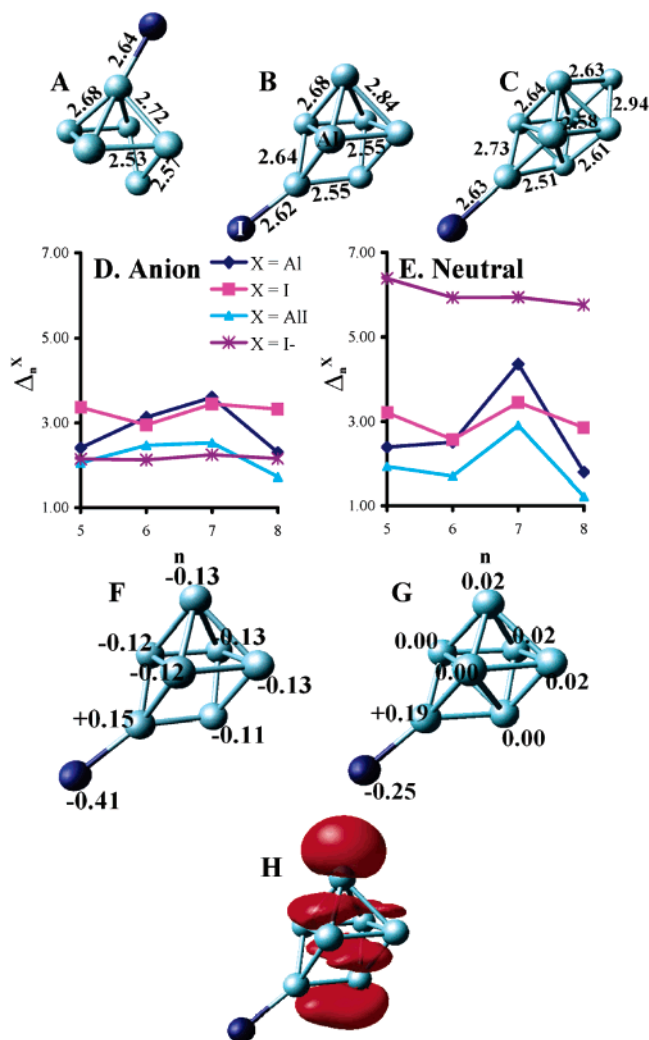 A
2.64
2.68
2.72
2.53
2.57
B
2.68
2.84
Al
2.64
2.55
2.55
2.62
I
C
2.63
2.64
2.58
2.94
2.73
2.61
2.51
2.63
D. Anion
X = Al
X = I
X = AlI
X = I-
7.00
5.00
3.00
1.00
Δn^X
5 6 7 8
n
E. Neutral
7.00
5.00
3.00
1.00
Δn^X
5 6 7 8
n
F
-0.13
-0.12
-0.13
-0.12
-0.13
+0.15
-0.11
-0.41
G
0.02
0.00
0.02
0.00
0.02
+0.19
0.00
-0.25
H